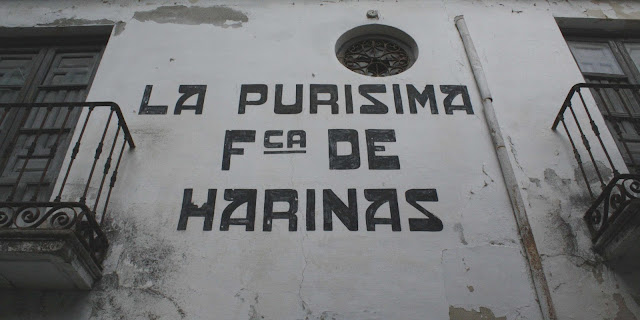 LA PURISIMA
FCA DE
HARINAS